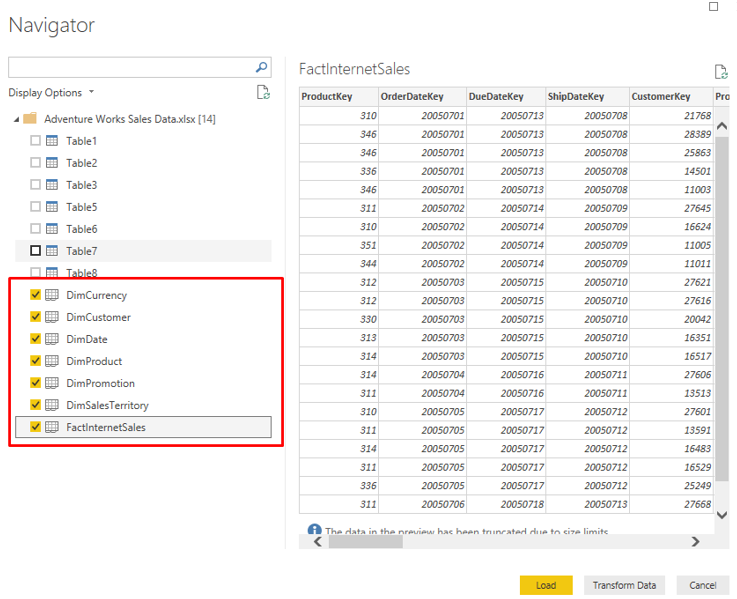 Navigator
Display Options
Adventure Works Sales Data.xlsx [14]
Table1
Table2
Table3
Table5
Table6
Table7
Table8
DimCurrency
DimCustomer
DimDate
DimProduct
DimPromotion
DimSalesTerritory
FactInternetSales
FactInternetSales
ProductKey OrderDateKey DueDateKey ShipDateKey CustomerKey Pro
310 20050701 20050713 20050708 21768
346 20050701 20050713 20050708 28389
346 20050701 20050713 20050708 25863
336 20050701 20050713 20050708 14501
346 20050701 20050713 20050708 11003
311 20050702 20050714 20050709 27645
310 20050702 20050714 20050709 16624
351 20050702 20050714 20050709 11005
344 20050702 20050714 20050709 11011
312 20050703 20050715 20050710 27621
312 20050703 20050715 20050710 27616
330 20050703 20050715 20050710 20042
313 20050703 20050715 20050710 16351
314 20050703 20050715 20050710 16517
314 20050704 20050716 20050711 27606
311 20050704 20050716 20050711 13513
310 20050705 20050717 20050712 27601
311 20050705 20050717 20050712 13591
314 20050705 20050717 20050712 16483
311 20050705 20050717 20050712 16529
336 20050705 20050717 20050712 25249
311 20050706 20050718 20050713 27668
The data in the preview has been truncated due to size limits
Load Transform Data Cancel